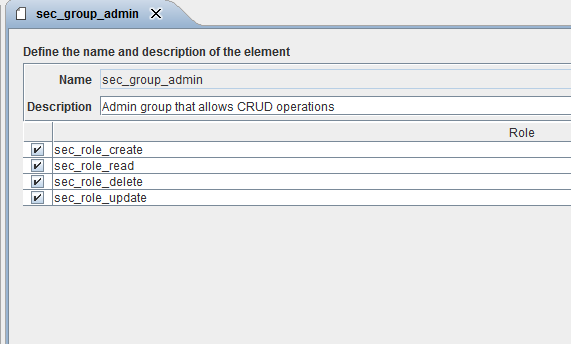 sec_group_admin
Define the name and description of the element
Name sec_group_admin
Description Admin group that allows CRUD operations
Role
sec_role_create
sec_role_read
sec_role_delete
sec_role_update